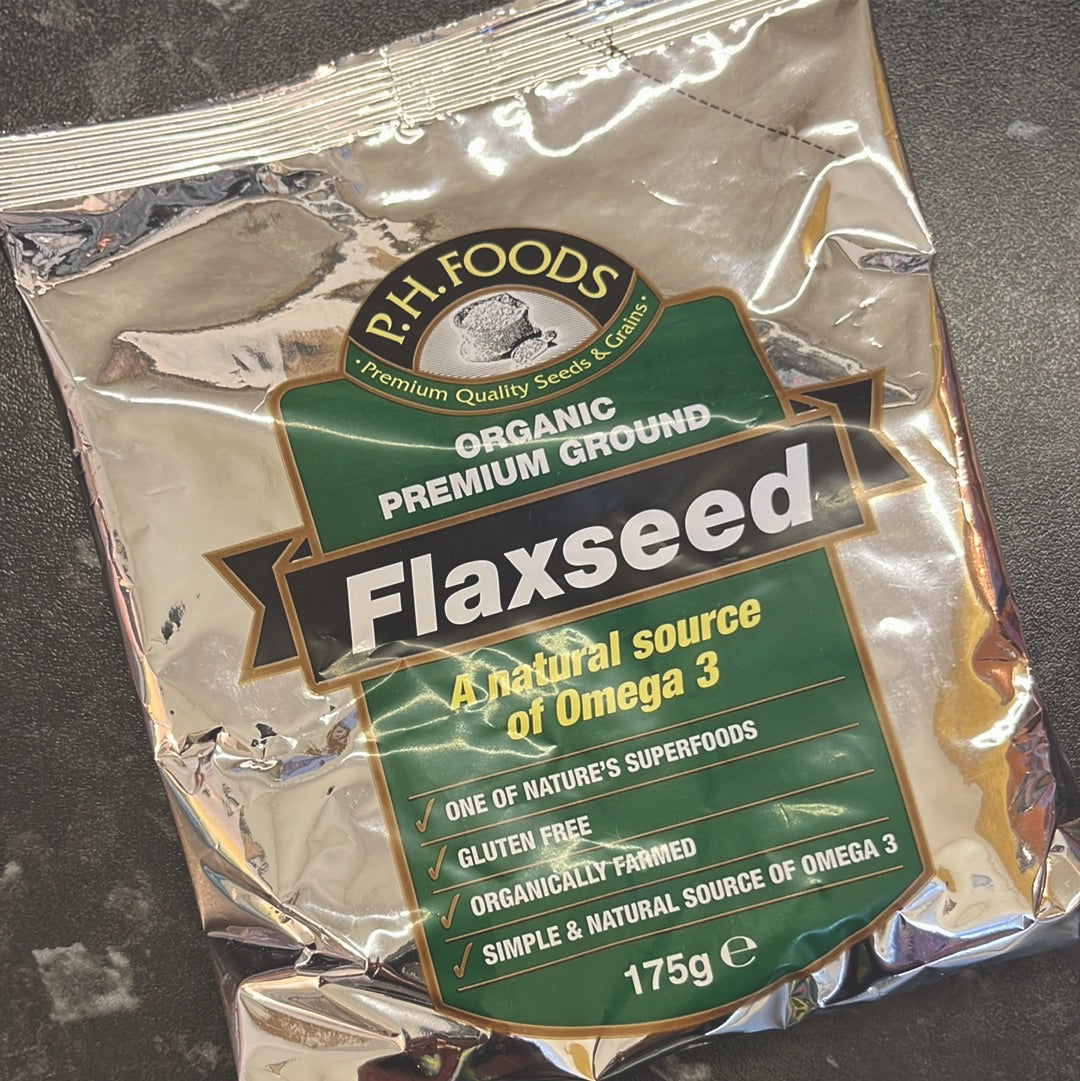 P.H.FOODS
· Premium Quality Seeds & Grains ·
ORGANIC
PREMIUM GROUND
Flaxseed
A natural source
of Omega 3
✓ ONE OF NATURE'S SUPERFOODS
✓ GLUTEN FREE
✓ ORGANICALLY FARMED
✓ SIMPLE & NATURAL SOURCE OF OMEGA 3
175g ℮